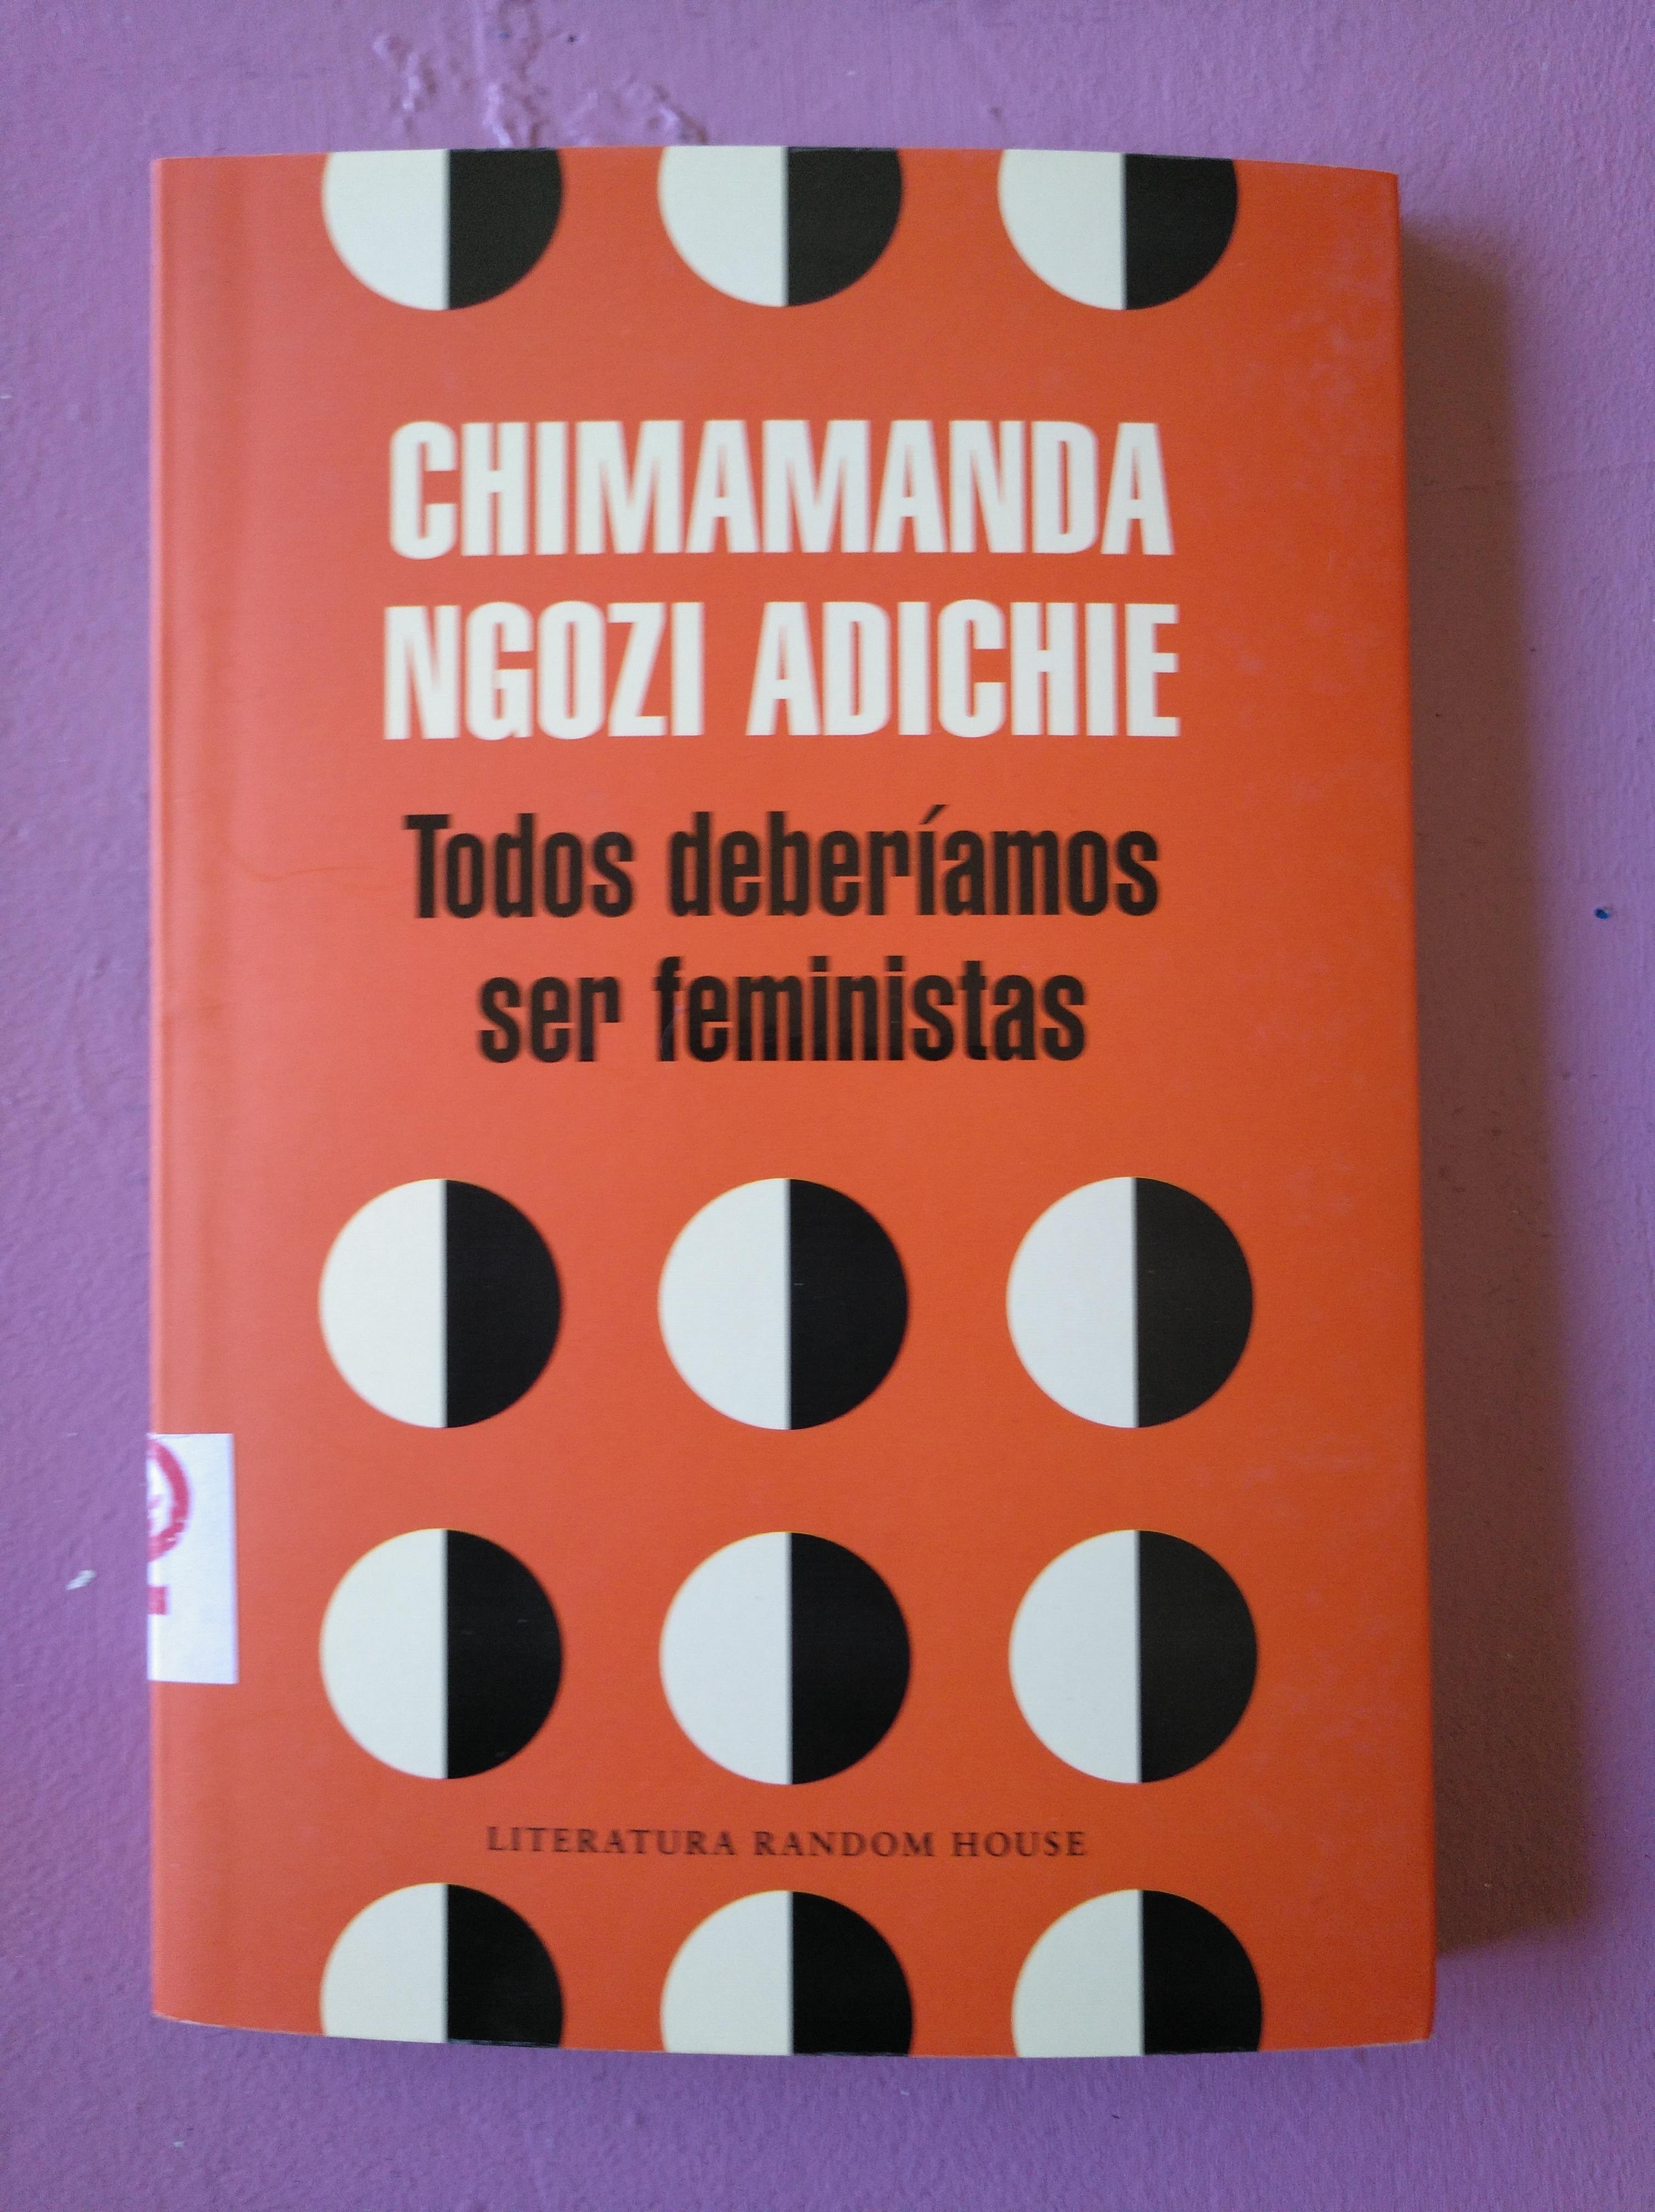 CHIMAMANDA
NGOZI ADICHIE
Todos deberíamos
ser feministas
LITERATURA RANDOM HOUSE